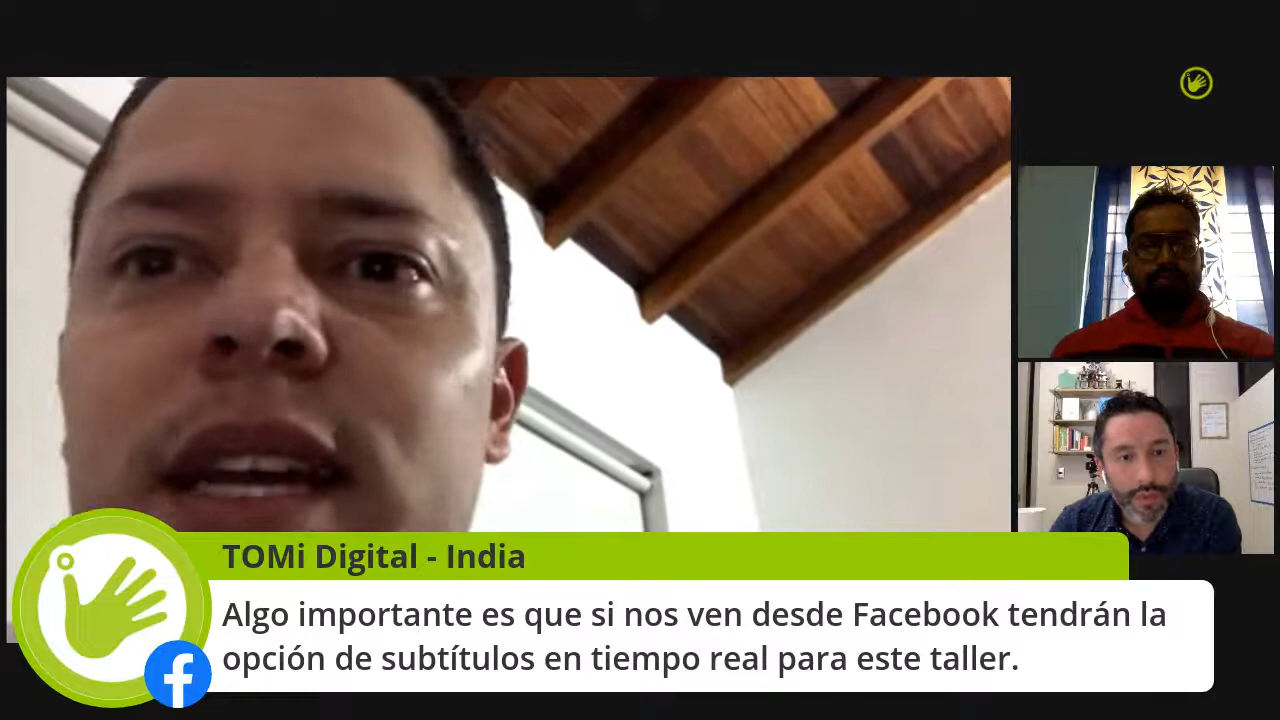 TOMi Digital - India
Algo importante es que si nos ven desde Facebook tendrán la
opción de subtítulos en tiempo real para este taller.